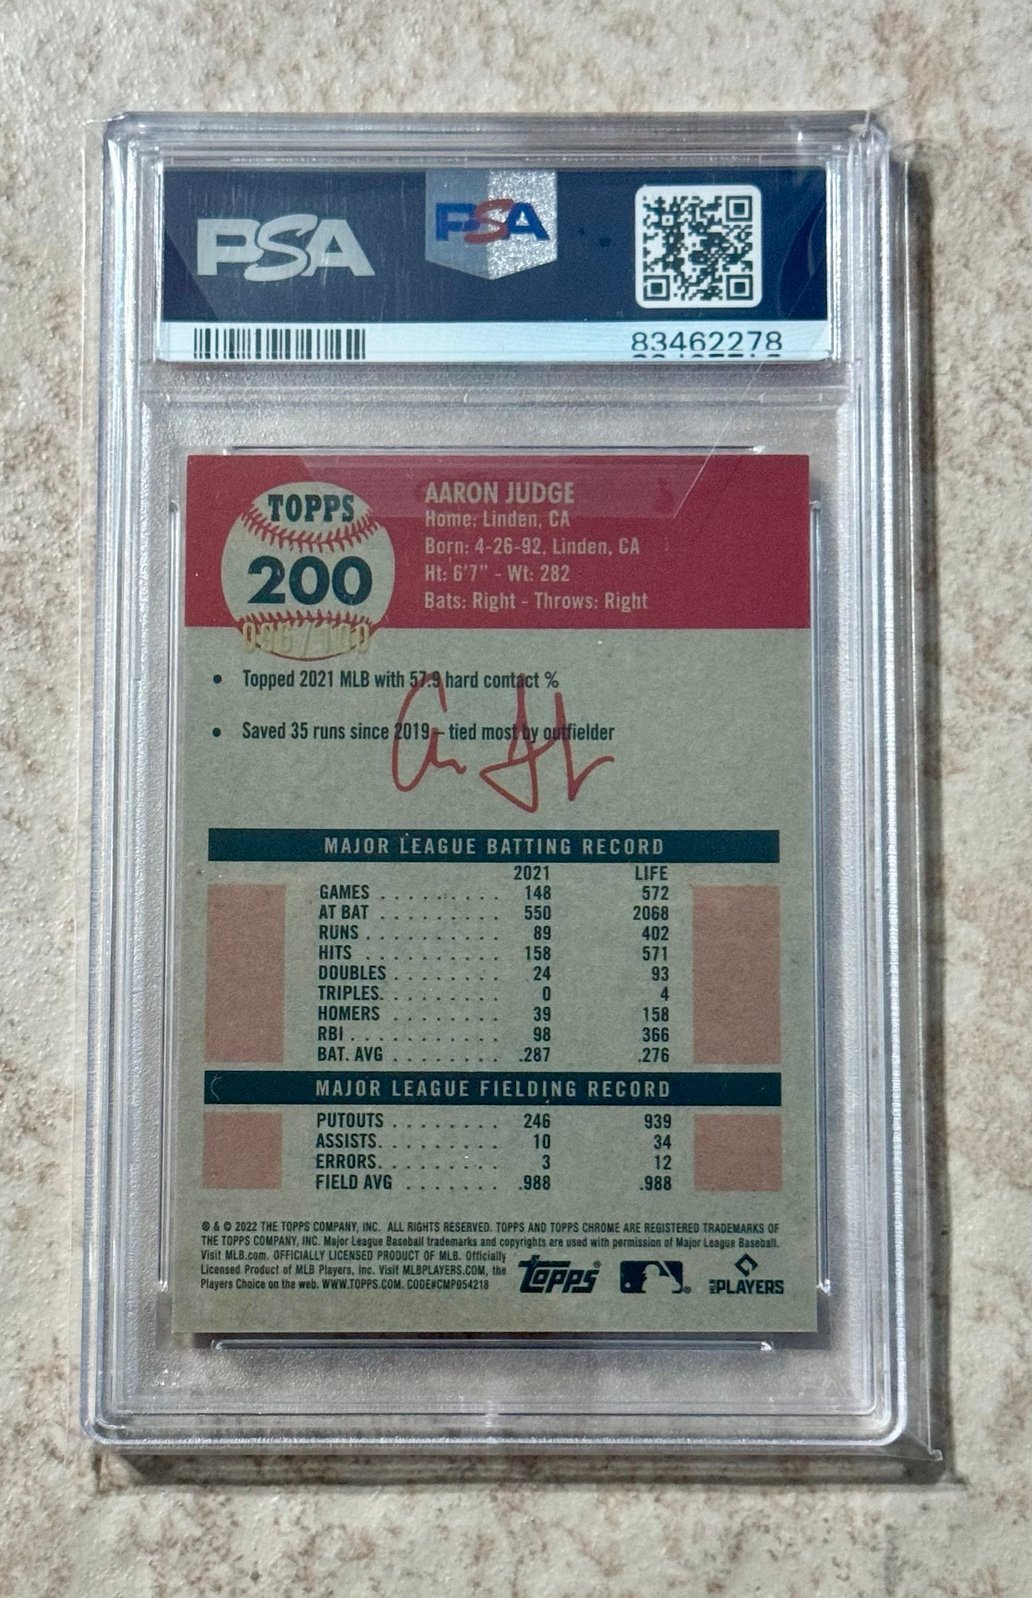 PSA
PSA
83462278
TOPPS
200
096/100
AARON JUDGE
Home: Linden, CA
Born: 4-26-92, Linden, CA
Ht: 6'7" - Wt: 282
Bats: Right - Throws: Right
• Topped 2021 MLB with 57.9 hard contact %
• Saved 35 runs since 2019 – tied most by outfielder
MAJOR LEAGUE BATTING RECORD
2021 LIFE
GAMES . . . . . . . . . . 148 572
AT BAT . . . . . . . . . . 550 2068
RUNS . . . . . . . . . . 89 402
HITS . . . . . . . . . . 158 571
DOUBLES . . . . . . . . 24 93
TRIPLES. . . . . . . . . 0 4
HOMERS . . . . . . . . 39 158
RBI . . . . . . . . . . . 98 366
BAT. AVG . . . . . . . . .287 .276
MAJOR LEAGUE FIELDING RECORD
PUTOUTS . . . . . . . . 246 939
ASSISTS. . . . . . . . . 10 34
ERRORS. . . . . . . . . 3 12
FIELD AVG . . . . . . . .988 .988
® & © 2022 THE TOPPS COMPANY, INC. ALL RIGHTS RESERVED. TOPPS AND TOPPS CHROME ARE REGISTERED TRADEMARKS OF
THE TOPPS COMPANY, INC. Major League Baseball trademarks and copyrights are used with permission of Major League Baseball.
Visit MLB.com. OFFICIALLY LICENSED PRODUCT OF MLB. Officially
Licensed Product of MLB Players, Inc. Visit MLBPLAYERS.COM, the
Players Choice on the web. WWW.TOPPS.COM. CODE#CMP054218
topps®
MLB PLAYERS